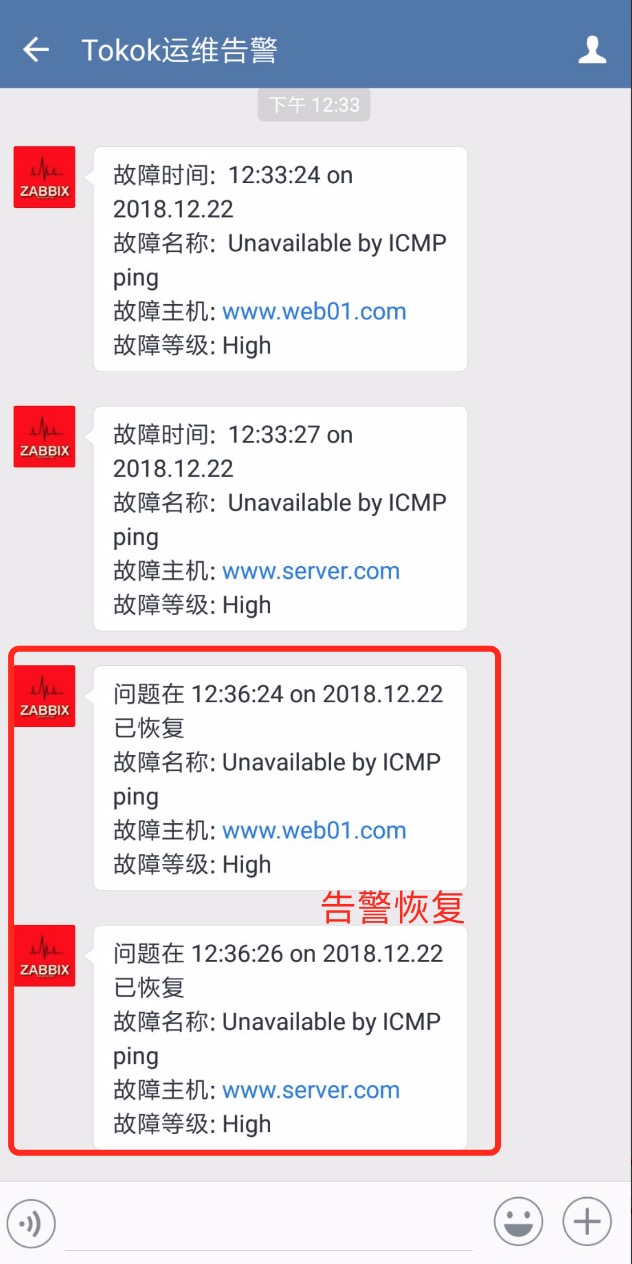 Tokok运维告警
下午 12:33
ZABBIX
故障时间: 12:33:24 on
2018.12.22
故障名称: Unavailable by ICMP
ping
故障主机: www.web01.com
故障等级: High
ZABBIX
故障时间: 12:33:27 on
2018.12.22
故障名称: Unavailable by ICMP
ping
故障主机: www.server.com
故障等级: High
ZABBIX
问题在 12:36:24 on 2018.12.22
已恢复
故障名称: Unavailable by ICMP
ping
故障主机: www.web01.com
故障等级: High
告警恢复
ZABBIX
问题在 12:36:26 on 2018.12.22
已恢复
故障名称: Unavailable by ICMP
ping
故障主机: www.server.com
故障等级: High